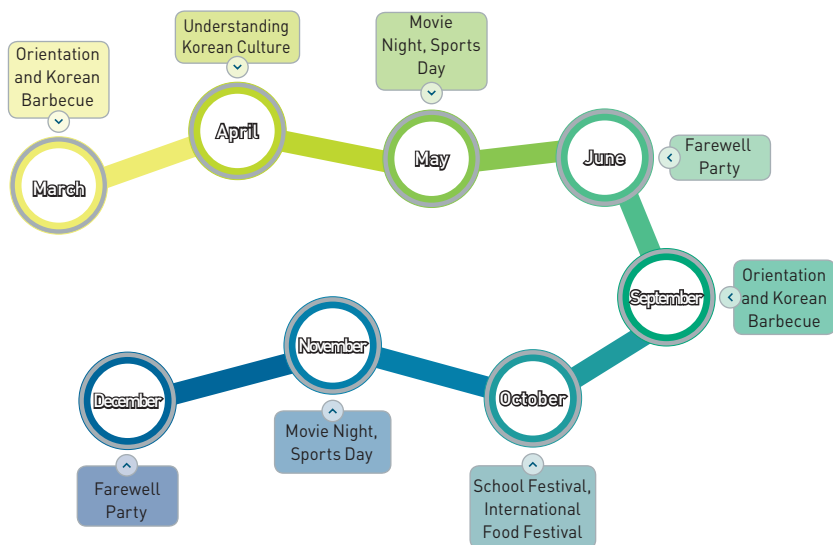 Orientation
and Korean
Barbecue
March
Understanding
Korean Culture
April
Movie
Night, Sports
Day
May
June
Farewell
Party
September
Orientation
and Korean
Barbecue
October
School Festival,
International
Food Festival
November
Movie Night,
Sports Day
December
Farewell
Party